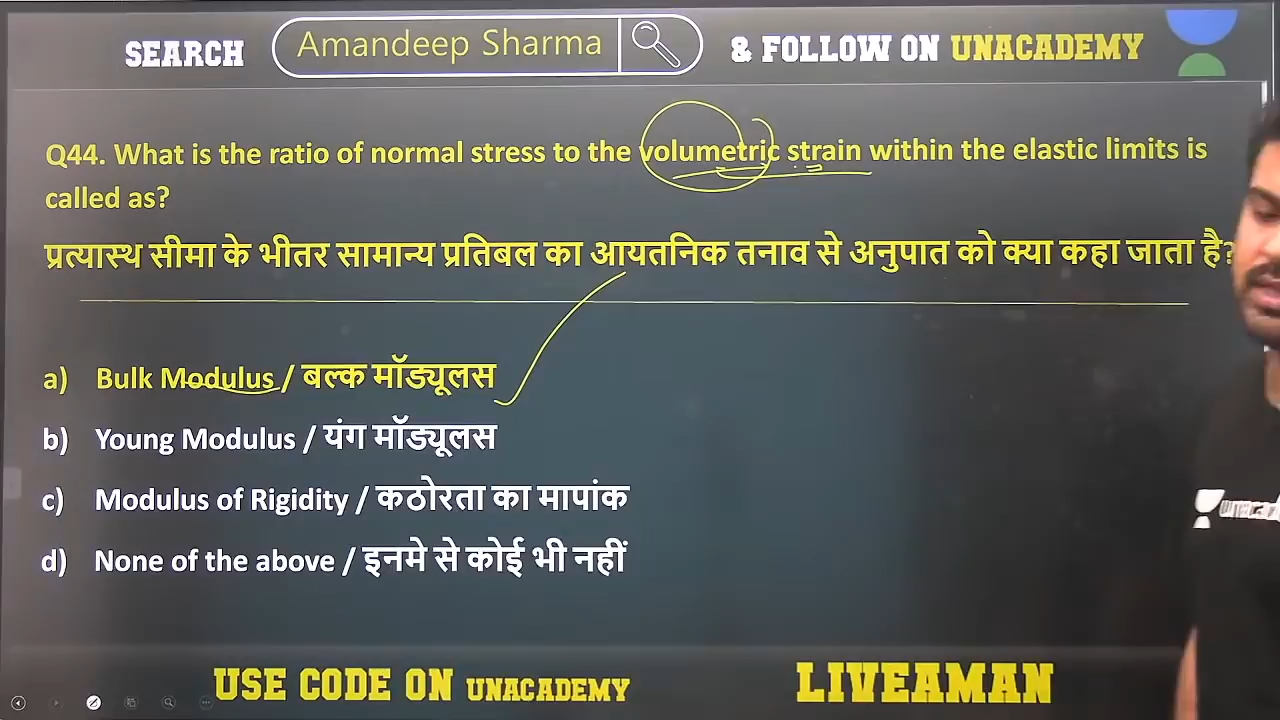 SEARCH Amandeep Sharma & FOLLOW ON UNACADEMY
Q44. What is the ratio of normal stress to the volumetric strain within the elastic limits is
called as?
प्रत्यास्थ सीमा के भीतर सामान्य प्रतिबल का आयतनिक तनाव से अनुपात को क्या कहा जाता है?
a) Bulk Modulus / बल्क मॉड्यूलस
b) Young Modulus / यंग मॉड्यूलस
c) Modulus of Rigidity / कठोरता का मापांक
d) None of the above / इनमे से कोई भी नहीं
USE CODE ON UNACADEMY LIVEAMAN